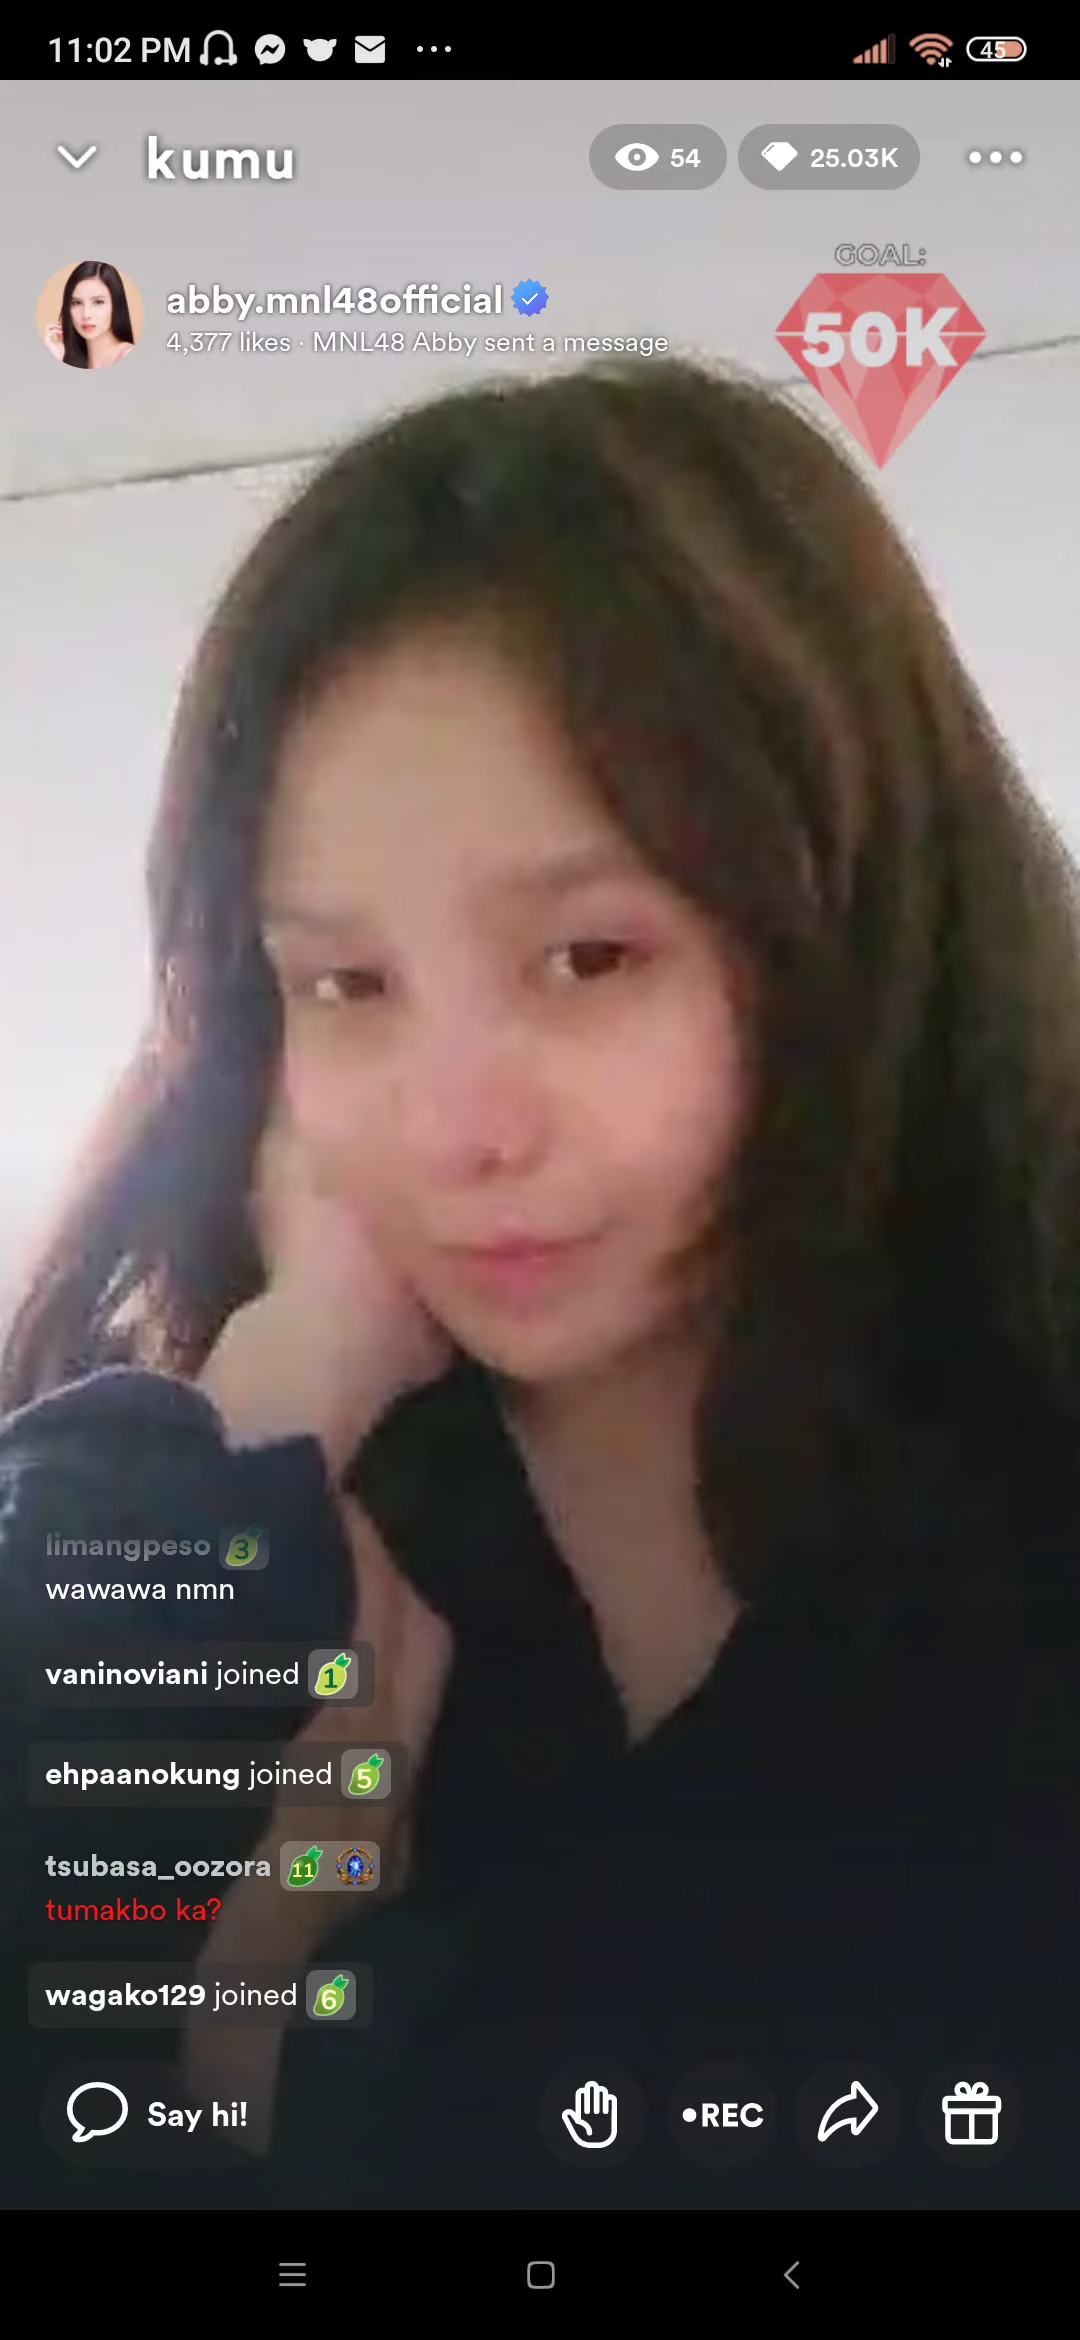 11:02 PM
45
kumu
54
25.03K
GOAL:
50K
abby.mnl48official
4,377 likes · MNL48 Abby sent a message
limangpeso 3
wawawa nmn
vaninoviani joined 1
ehpaanokung joined 5
tsubasa_oozora 11
tumakbo ka?
wagako129 joined 6
Say hi!
•REC